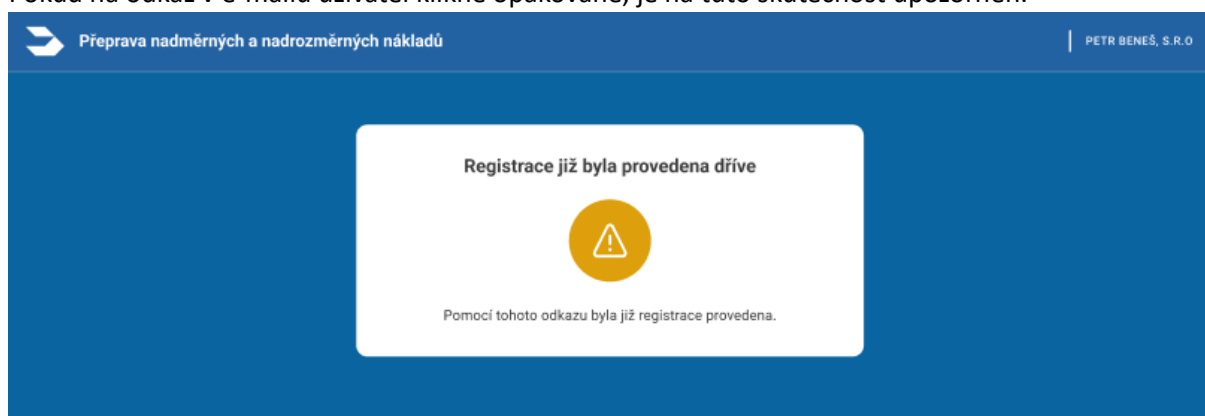 Pokud na odkaz v e-mailu uživatel klikne opakovaně, je na tuto skutečnost upozorněn.
Přeprava nadměrných a nadrozměrných nákladů
PETR BENEŠ, S.R.O
Registrace již byla provedena dříve
Pomocí tohoto odkazu byla již registrace provedena.